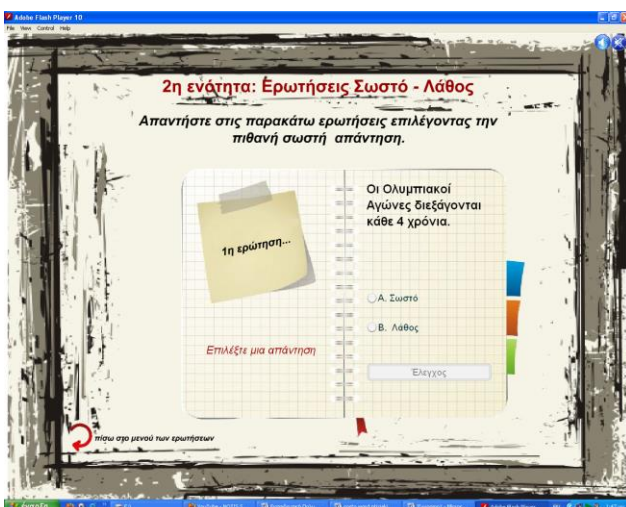 Adobe Flash Player 10
File View Control Help
2η ενότητα: Ερωτήσεις Σωστό - Λάθος
Απαντήστε στις παρακάτω ερωτήσεις επιλέγοντας την
πιθανή σωστή απάντηση.
1η ερώτηση...
Επιλέξτε μια απάντηση
Οι Ολυμπιακοί
Αγώνες διεξάγονται
κάθε 4 χρόνια.
Α. Σωστό
Β. Λάθος
Έλεγχος
πίσω στο μενού των ερωτήσεων
έναρξη